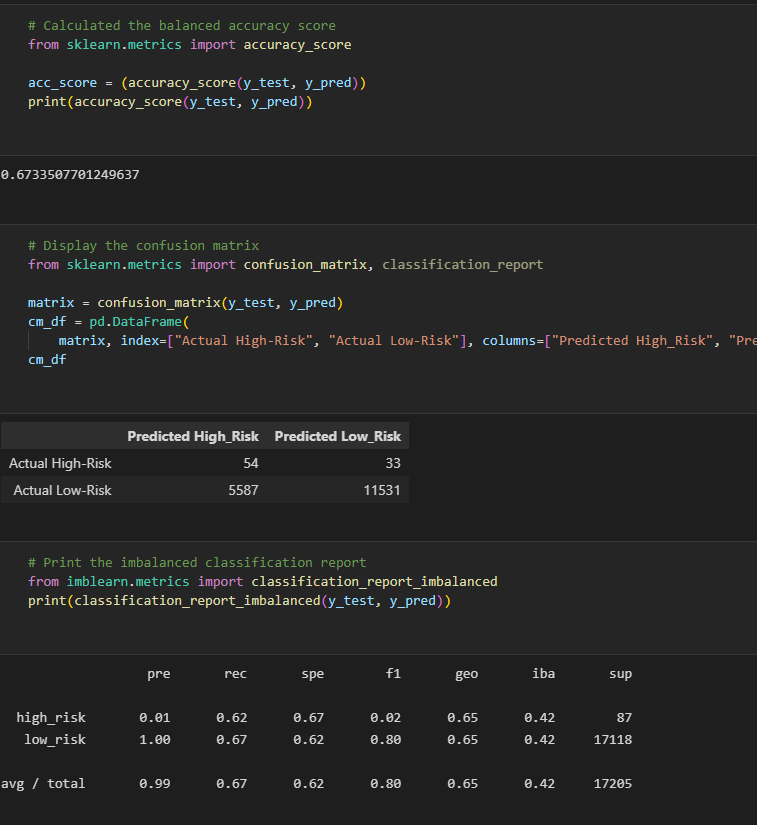 # Calculated the balanced accuracy score
from sklearn.metrics import accuracy_score
acc_score = (accuracy_score(y_test, y_pred))
print(accuracy_score(y_test, y_pred))
0.6733507701249637
# Display the confusion matrix
from sklearn.metrics import confusion_matrix, classification_report
matrix = confusion_matrix(y_test, y_pred)
cm_df = pd.DataFrame(
matrix, index=["Actual High-Risk", "Actual Low-Risk"], columns=["Predicted High_Risk", "Pre
cm_df
Predicted High_Risk Predicted Low_Risk
Actual High-Risk 54 33
Actual Low-Risk 5587 11531
# Print the imbalanced classification report
from imblearn.metrics import classification_report_imbalanced
print(classification_report_imbalanced(y_test, y_pred))
pre rec spe f1 geo iba sup
high_risk 0.01 0.62 0.67 0.02 0.65 0.42 87
low_risk 1.00 0.67 0.62 0.80 0.65 0.42 17118
avg / total 0.99 0.67 0.62 0.80 0.65 0.42 17205